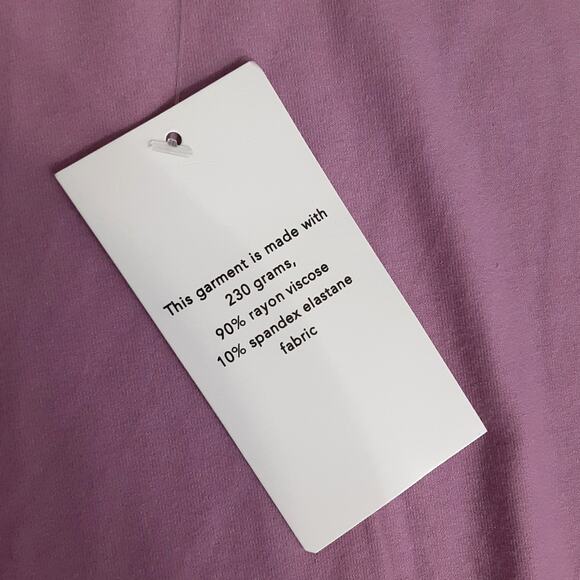 This garment is made with
230 grams,
90% rayon viscose
10% spandex elastane
fabric